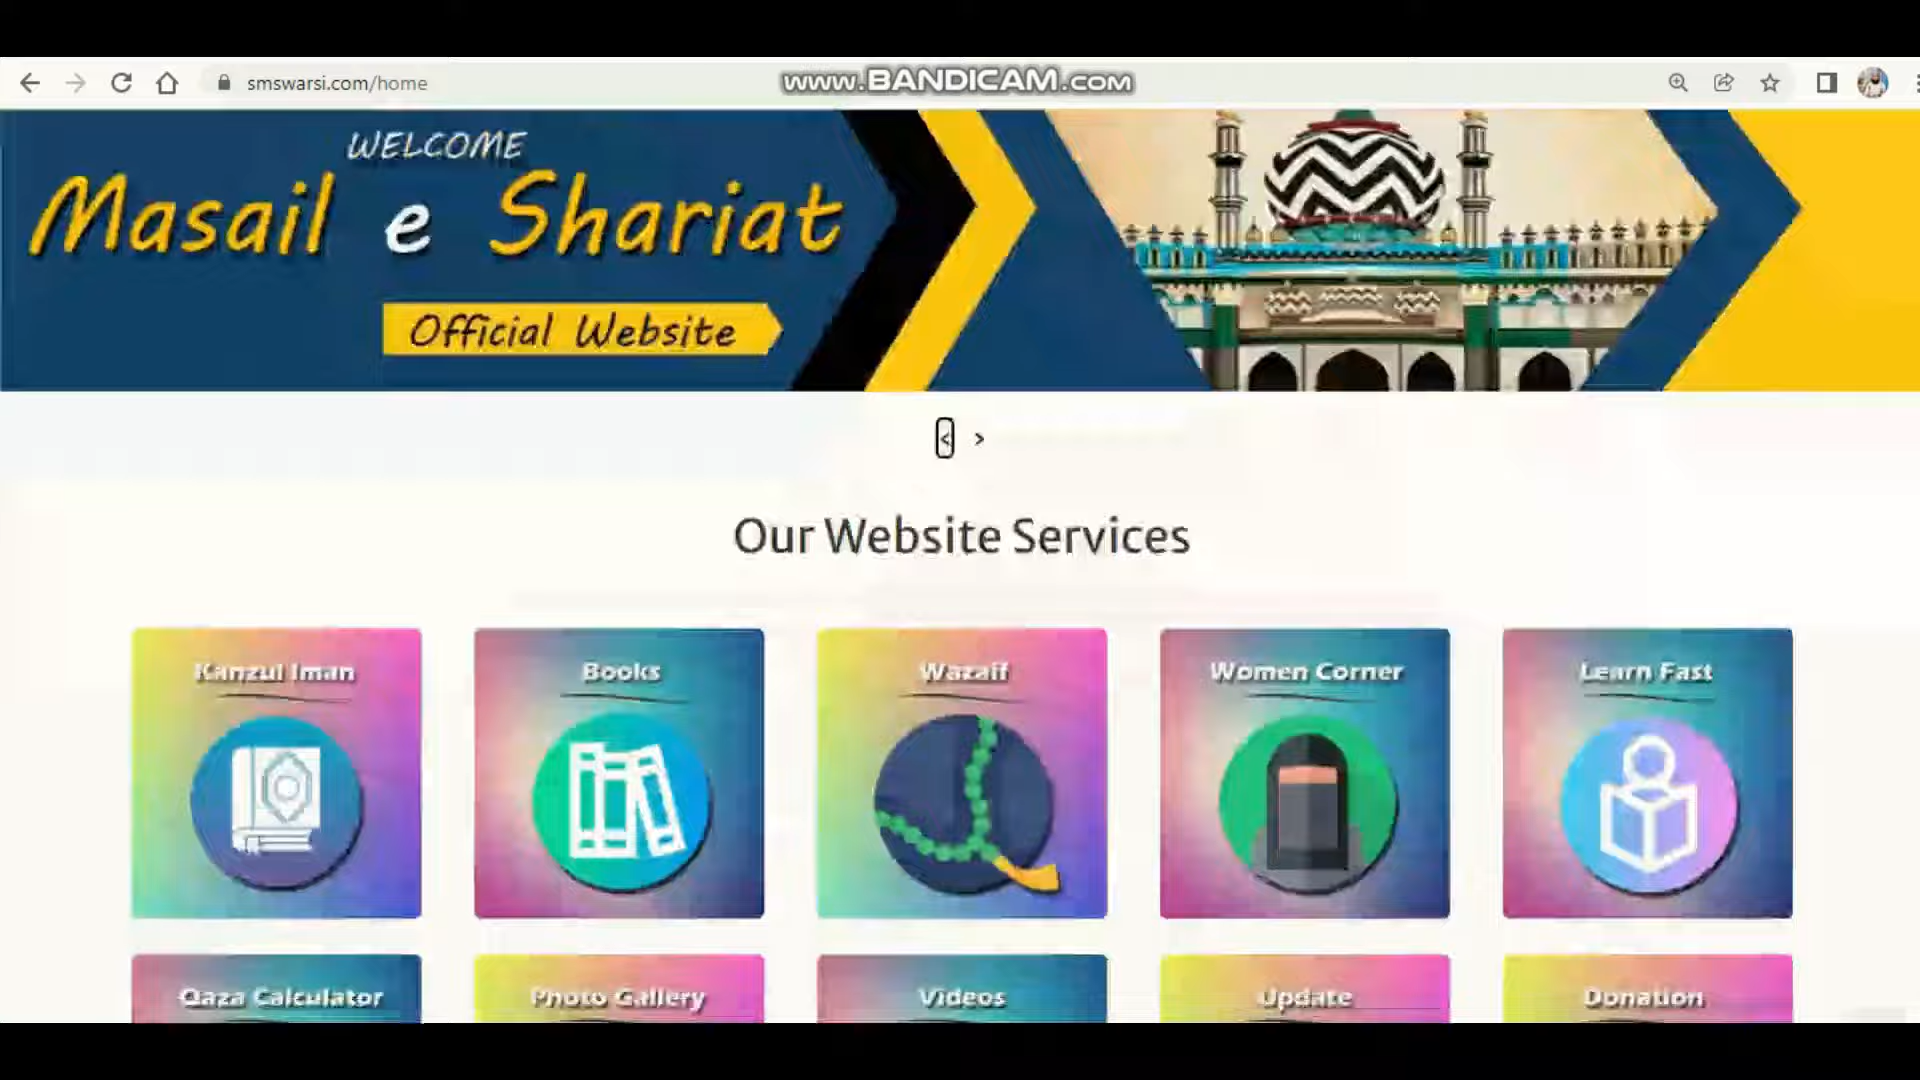 smswarsi.com/home
www.BANDICAM.com
WELCOME
Masail e Shariat
Official Website
< >
Our Website Services
Kanzul Iman
Books
Wazaif
Women Corner
Learn Fast
Qaza Calculator
Photo Gallery
Videos
Update
Donation